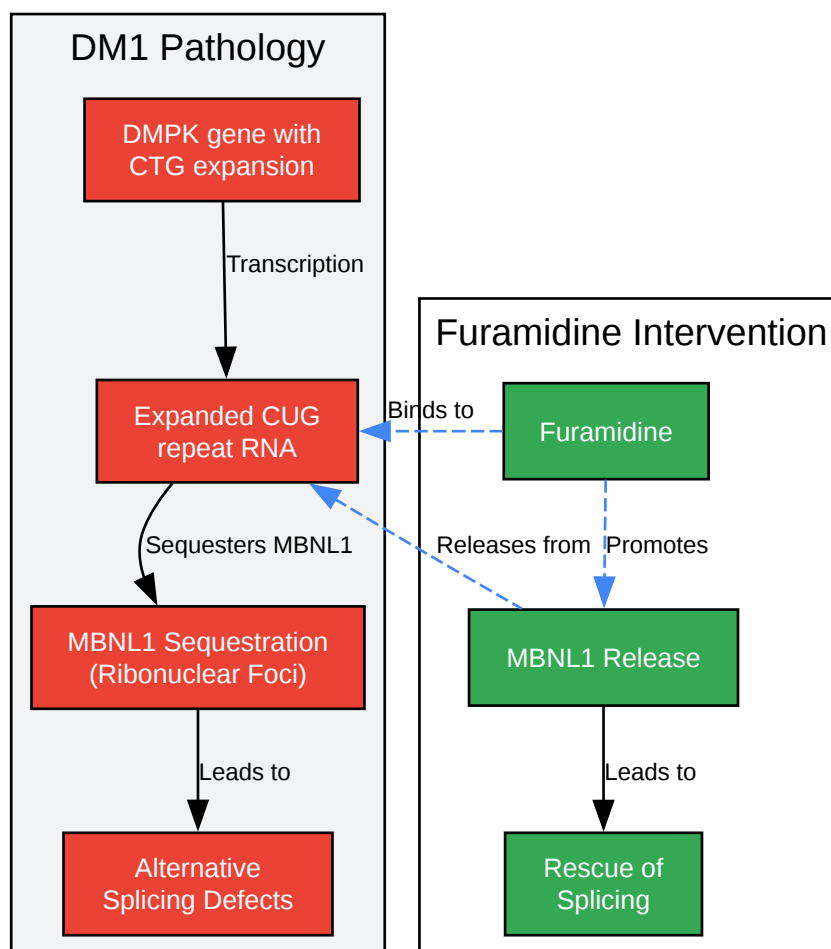 DM1 Pathology
DMPK gene with
CTG expansion
Transcription
Expanded CUG
repeat RNA
Sequesters MBNL1
MBNL1 Sequestration
(Ribonuclear Foci)
Leads to
Alternative
Splicing Defects
Furamidine Intervention
Binds to
Furamidine
Releases from
Promotes
MBNL1 Release
Leads to
Rescue of
Splicing